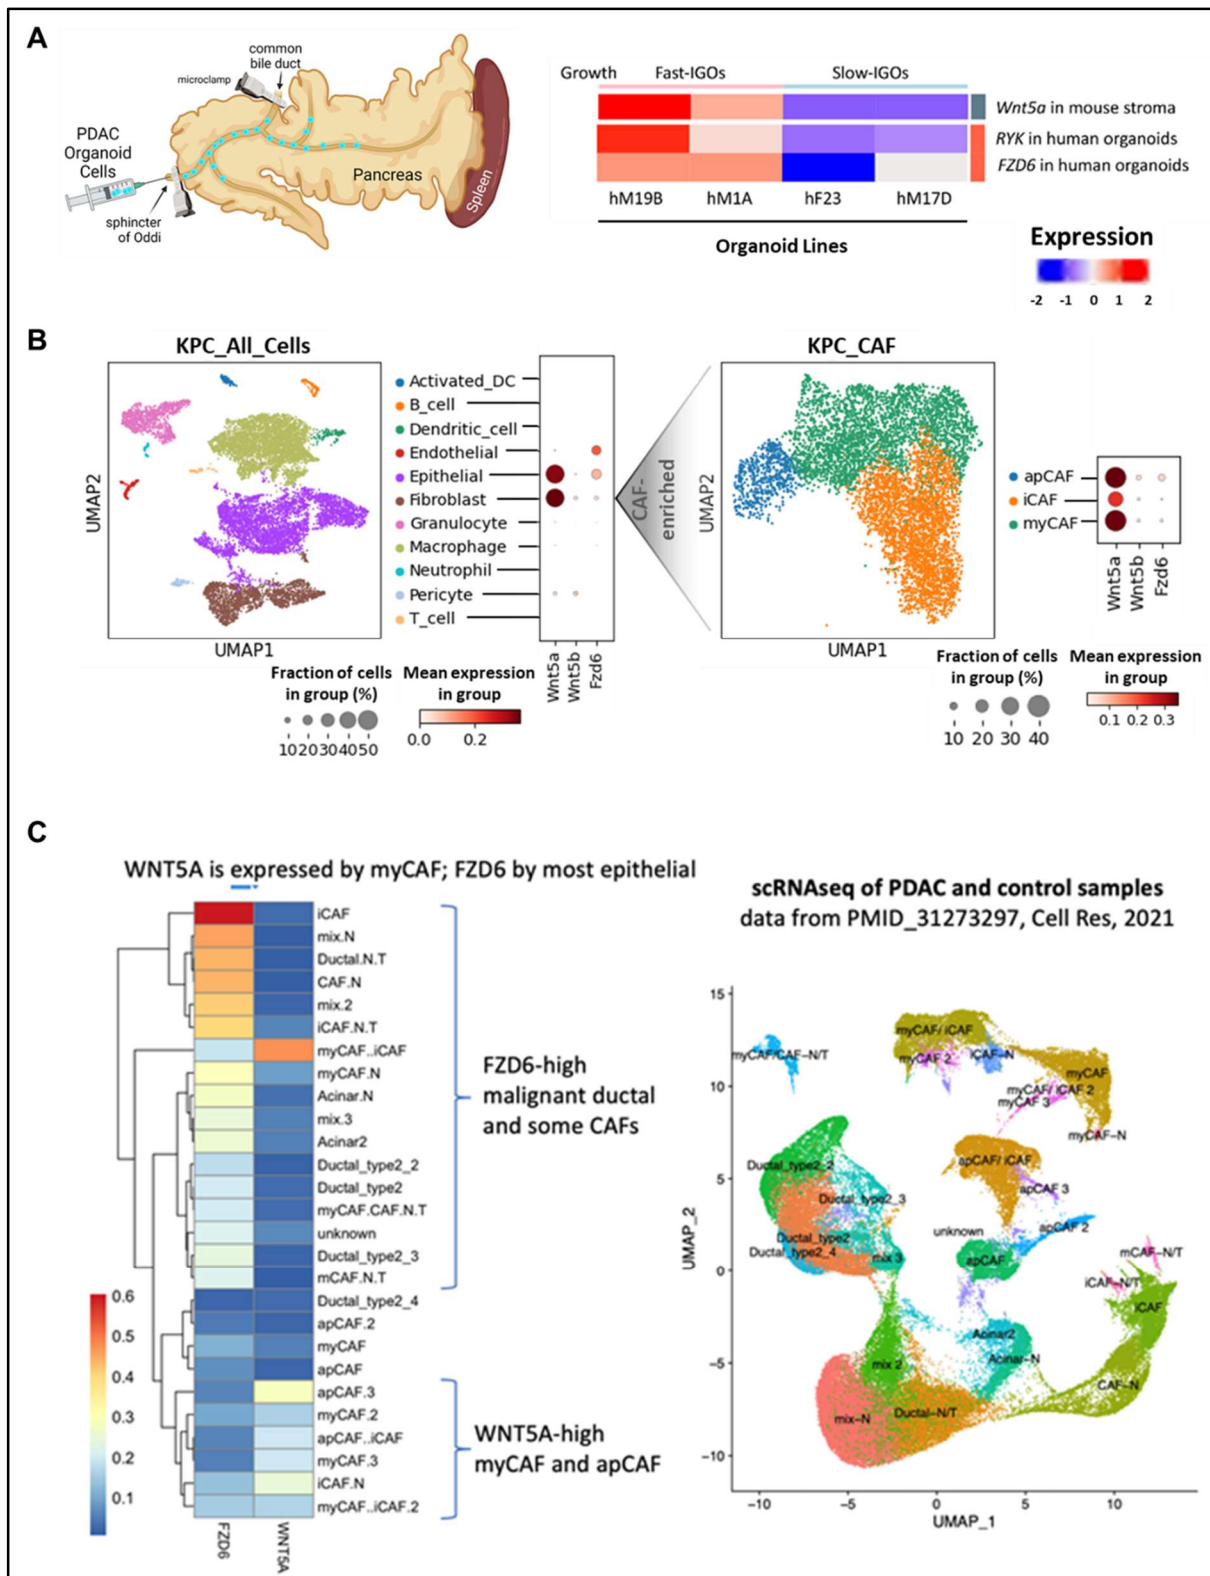 A
common
bile duct
microclamp
PDAC
Organoid
Cells
sphincter
of Oddi
Pancreas
Spleen
Growth Fast-IGOs Slow-IGOs
Wnt5a in mouse stroma
RYK in human organoids
FZD6 in human organoids
hM19B hM1A hF23 hM17D
Organoid Lines
Expression
-2 -1 0 1 2
B
KPC_All_Cells
UMAP2
UMAP1
Activated_DC
B_cell
Dendritic_cell
Endothelial
Epithelial
Fibroblast
Granulocyte
Macrophage
Neutrophil
Pericyte
T_cell
Wnt5a
Wnt5b
Fzd6
Fraction of cells
in group (%)
10 20 30 40 50
Mean expression
in group
0.0 0.2
CAF-
enriched
KPC_CAF
UMAP2
UMAP1
apCAF
iCAF
myCAF
Wnt5a
Wnt5b
Fzd6
Fraction of cells
in group (%)
10 20 30 40
Mean expression
in group
0.1 0.2 0.3
C
WNT5A is expressed by myCAF; FZD6 by most epithelial
iCAF
mix.N
Ductal.N.T
CAF.N
mix.2
iCAF.N.T
myCAF..iCAF
myCAF.N
Acinar.N
mix.3
Acinar2
Ductal_type2_2
Ductal_type2
myCAF.CAF.N.T
unknown
Ductal_type2_3
mCAF.N.T
Ductal_type2_4
apCAF.2
myCAF
apCAF
apCAF.3
myCAF.2
apCAF..iCAF
myCAF.3
iCAF.N
myCAF..iCAF.2
FZD6
WNT5A
0.6
0.5
0.4
0.3
0.2
0.1
FZD6-high
malignant ductal
and some CAFs
WNT5A-high
myCAF and apCAF
scRNAseq of PDAC and control samples
data from PMID_31273297, Cell Res, 2021
UMAP_2
15
10
5
0
−5
−10
myCAF/CAF−N/T
myCAF/ iCAF
myCAF 2
iCAF−N
myCAF
myCAF/ iCAF 2
myCAF 3
myCAF−N
apCAF/ iCAF
apCAF 3
Ductal_type2_2
Ductal_type2_3
unknown
apCAF 2
Ductal_type2
Ductal_type2_4
mix 3
apCAF
mCAF−N/T
iCAF−N/T
iCAF
Acinar2
Acinar−N
mix 2
CAF−N
mix−N
Ductal−N/T
−10 −5 0 5 10
UMAP_1